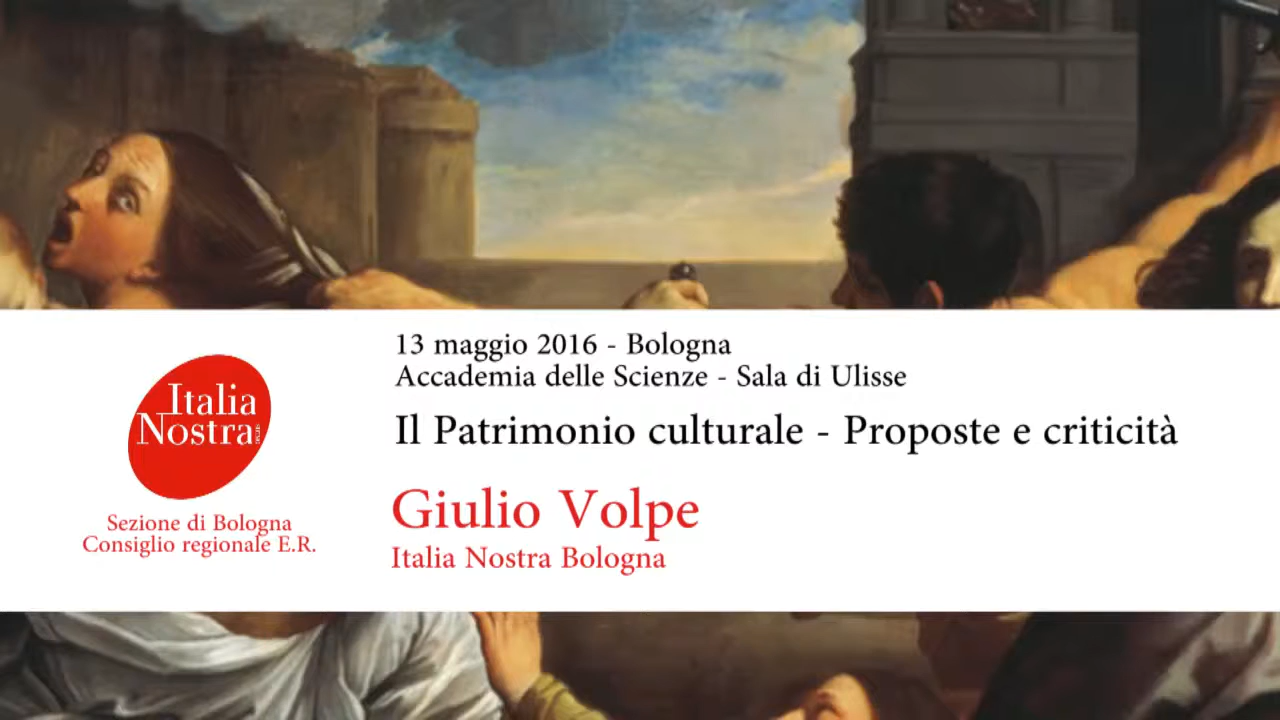 13 maggio 2016 - Bologna
Accademia delle Scienze - Sala di Ulisse
Il Patrimonio culturale - Proposte e criticità
Italia
Nostra
Sezione di Bologna
Consiglio regionale E.R.
Giulio Volpe
Italia Nostra Bologna